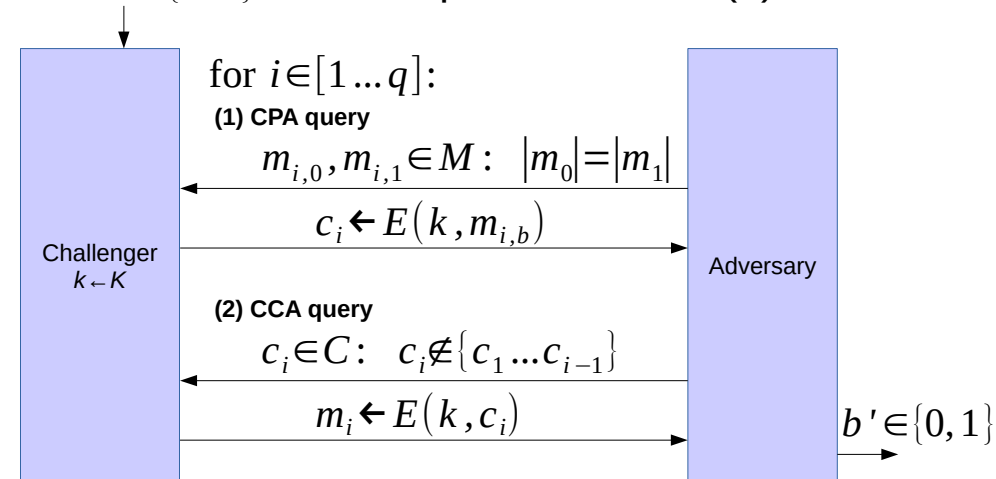 for i∈[1…q]:
(1) CPA query
m_{i,0}, m_{i,1}∈M: |m_0|=|m_1|
c_i←E(k,m_{i,b})
Challenger
k←K
Adversary
(2) CCA query
c_i∈C: c_i∉{c_1…c_{i−1}}
m_i←E(k,c_i)
b'∈{0,1}